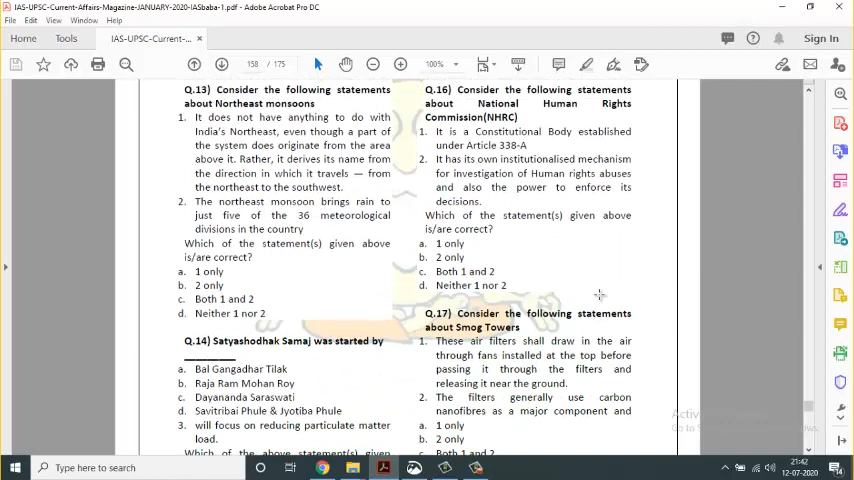 IAS-UPSC-Current-Affairs-Magazine-JANUARY-2020-IASbaba-1.pdf - Adobe Acrobat Pro DC
File Edit View Window Help
Home Tools IAS-UPSC-Current-... × Sign In
158 / 175 100%
Q.13) Consider the following statements
about Northeast monsoons
1. It does not have anything to do with
India's Northeast, even though a part of
the system does originate from the area
above it. Rather, it derives its name from
the direction in which it travels — from
the northeast to the southwest.
2. The northeast monsoon brings rain to
just five of the 36 meteorological
divisions in the country
Which of the statement(s) given above
is/are correct?
a. 1 only
b. 2 only
c. Both 1 and 2
d. Neither 1 nor 2
Q.14) Satyashodhak Samaj was started by
__________
a. Bal Gangadhar Tilak
b. Raja Ram Mohan Roy
c. Dayananda Saraswati
d. Savitribai Phule & Jyotiba Phule
3. will focus on reducing particulate matter
load.
Which of the above statement(s) given
Q.16) Consider the following statements
about National Human Rights
Commission(NHRC)
1. It is a Constitutional Body established
under Article 338-A
2. It has its own institutionalised mechanism
for investigation of Human rights abuses
and also the power to enforce its
decisions.
Which of the statement(s) given above
is/are correct?
a. 1 only
b. 2 only
c. Both 1 and 2
d. Neither 1 nor 2
Q.17) Consider the following statements
about Smog Towers
1. These air filters shall draw in the air
through fans installed at the top before
passing it through the filters and
releasing it near the ground.
2. The filters generally use carbon
nanofibres as a major component and
a. 1 only
b. 2 only
c. Both 1 and 2
Type here to search
21:42
12-07-2020
14